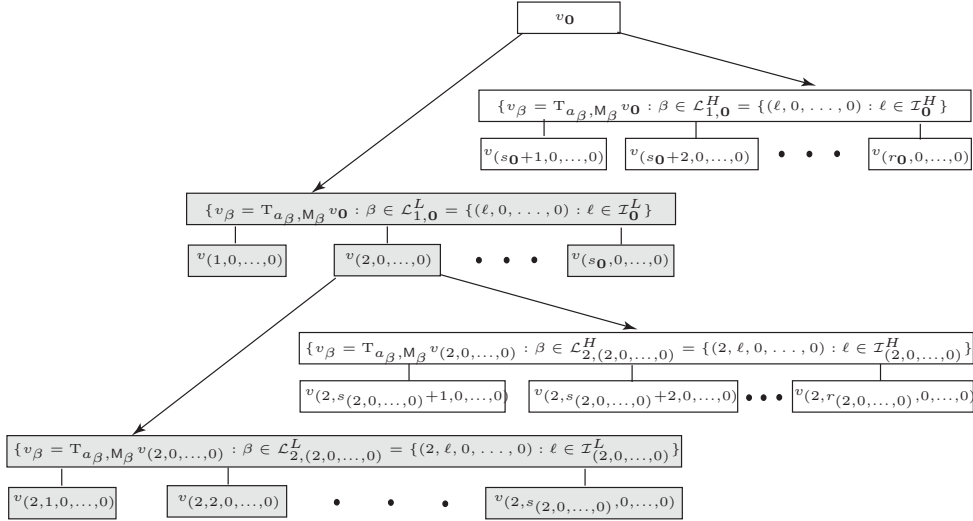 v_𝟎
{v_β = T_{a_β,M_β} v_𝟎 : β ∈ ℒ^H_{1,𝟎} = {(ℓ, 0, . . . , 0) : ℓ ∈ ℐ^H_𝟎}
v_{(s_𝟎+1,0,...,0)} v_{(s_𝟎+2,0,...,0)} • • • v_{(r_𝟎,0,...,0)}
{v_β = T_{a_β,M_β} v_𝟎 : β ∈ ℒ^L_{1,𝟎} = {(ℓ, 0, . . . , 0) : ℓ ∈ ℐ^L_𝟎}
v_{(1,0,...,0)} v_{(2,0,...,0)} • • • v_{(s_𝟎,0,...,0)}
{v_β = T_{a_β,M_β} v_{(2,0,...,0)} : β ∈ ℒ^H_{2,(2,0,...,0)} = {(2, ℓ, 0, . . . , 0) : ℓ ∈ ℐ^H_{(2,0,...,0)}}
v_{(2,s_{(2,0,...,0)}+1,0,...,0)} v_{(2,s_{(2,0,...,0)}+2,0,...,0)} • • • v_{(2,r_{(2,0,...,0)},0,...,0)}
{v_β = T_{a_β,M_β} v_{(2,0,...,0)} : β ∈ ℒ^L_{2,(2,0,...,0)} = {(2, ℓ, 0, . . . , 0) : ℓ ∈ ℐ^L_{(2,0,...,0)}}
v_{(2,1,0,...,0)} v_{(2,2,0,...,0)} • • • v_{(2,s_{(2,0,...,0)},0,...,0)}